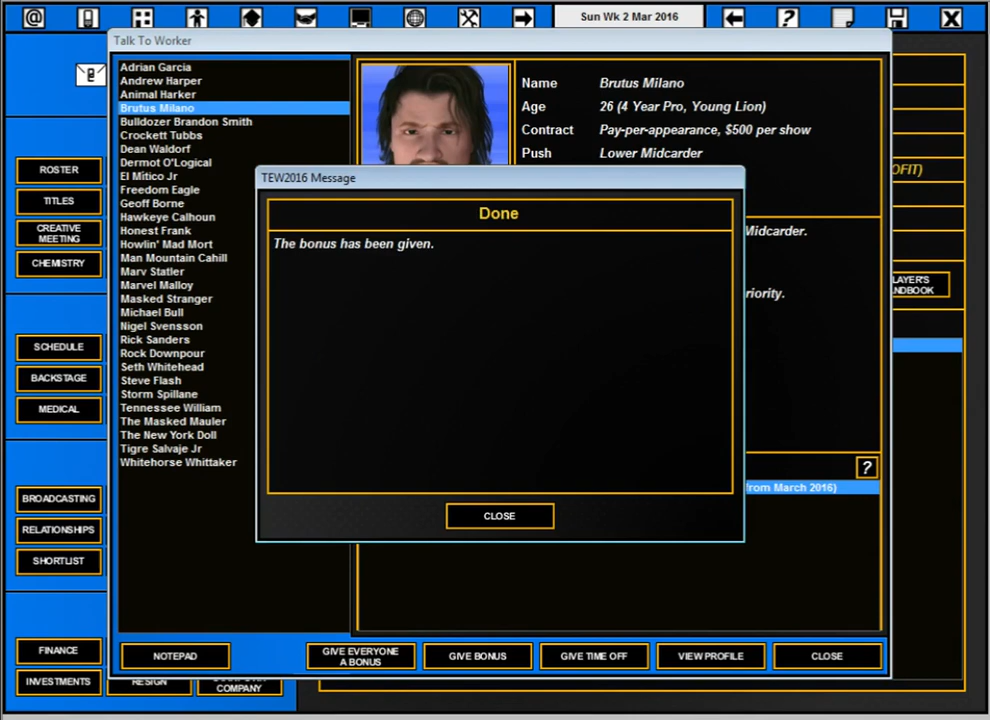 Sun Wk 2 Mar 2016
Talk To Worker
Adrian Garcia
Andrew Harper
Animal Harker
Brutus Milano
Bulldozer Brandon Smith
Crockett Tubbs
Dean Waldorf
Dermot O'Logical
El Mitico Jr
Freedom Eagle
Geoff Borne
Hawkeye Calhoun
Honest Frank
Howlin' Mad Mort
Man Mountain Cahill
Marv Statler
Marvel Malloy
Masked Stranger
Michael Bull
Nigel Svensson
Rick Sanders
Rock Downpour
Seth Whitehead
Steve Flash
Storm Spillane
Tennessee William
The Masked Mauler
The New York Doll
Tigre Salvaje Jr
Whitehorse Whittaker
Name Brutus Milano
Age 26 (4 Year Pro, Young Lion)
Contract Pay-per-appearance, $500 per show
Push Lower Midcarder
TEW2016 Message
Done
The bonus has been given.
CLOSE
Midcarder.
riority.
?
from March 2016)
OFIT)
LAYER'S
NDBOOK
ROSTER
TITLES
CREATIVE
MEETING
CHEMISTRY
SCHEDULE
BACKSTAGE
MEDICAL
BROADCASTING
RELATIONSHIPS
SHORTLIST
FINANCE
INVESTMENTS
RESIGN
COMPANY
NOTEPAD
GIVE EVERYONE
A BONUS
GIVE BONUS
GIVE TIME OFF
VIEW PROFILE
CLOSE